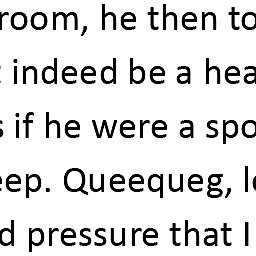 room, he then to
indeed be a hea
if he were a spo
eep. Queequeg, l
d pressure that I